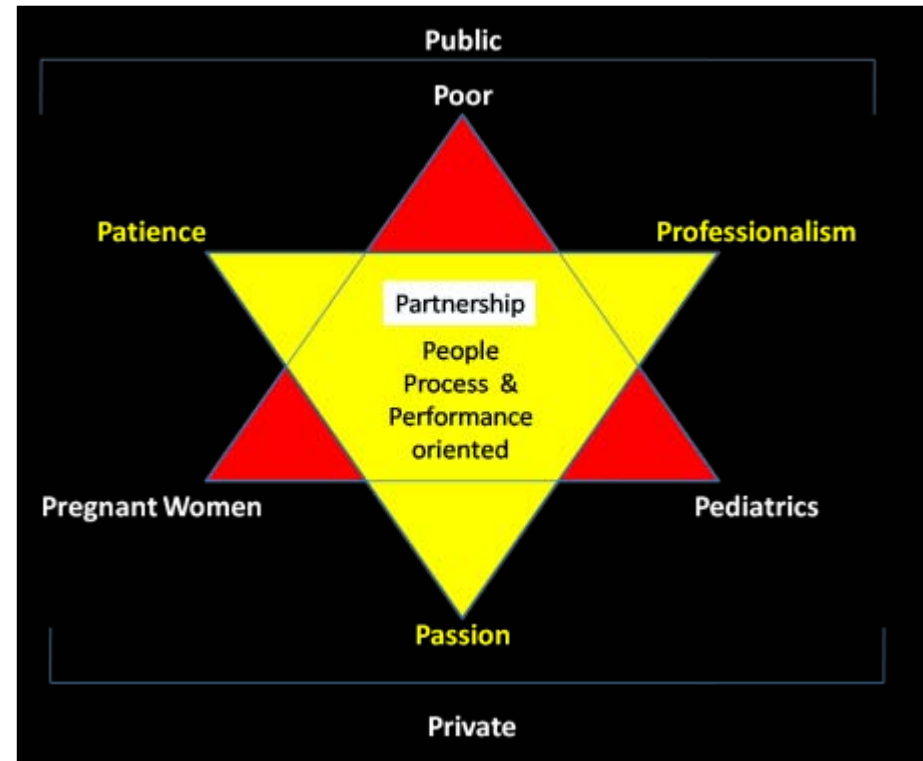 Public
Poor
Patience
Professionalism
Partnership
People
Process &
Performance
oriented
Pregnant Women
Pediatrics
Passion
Private